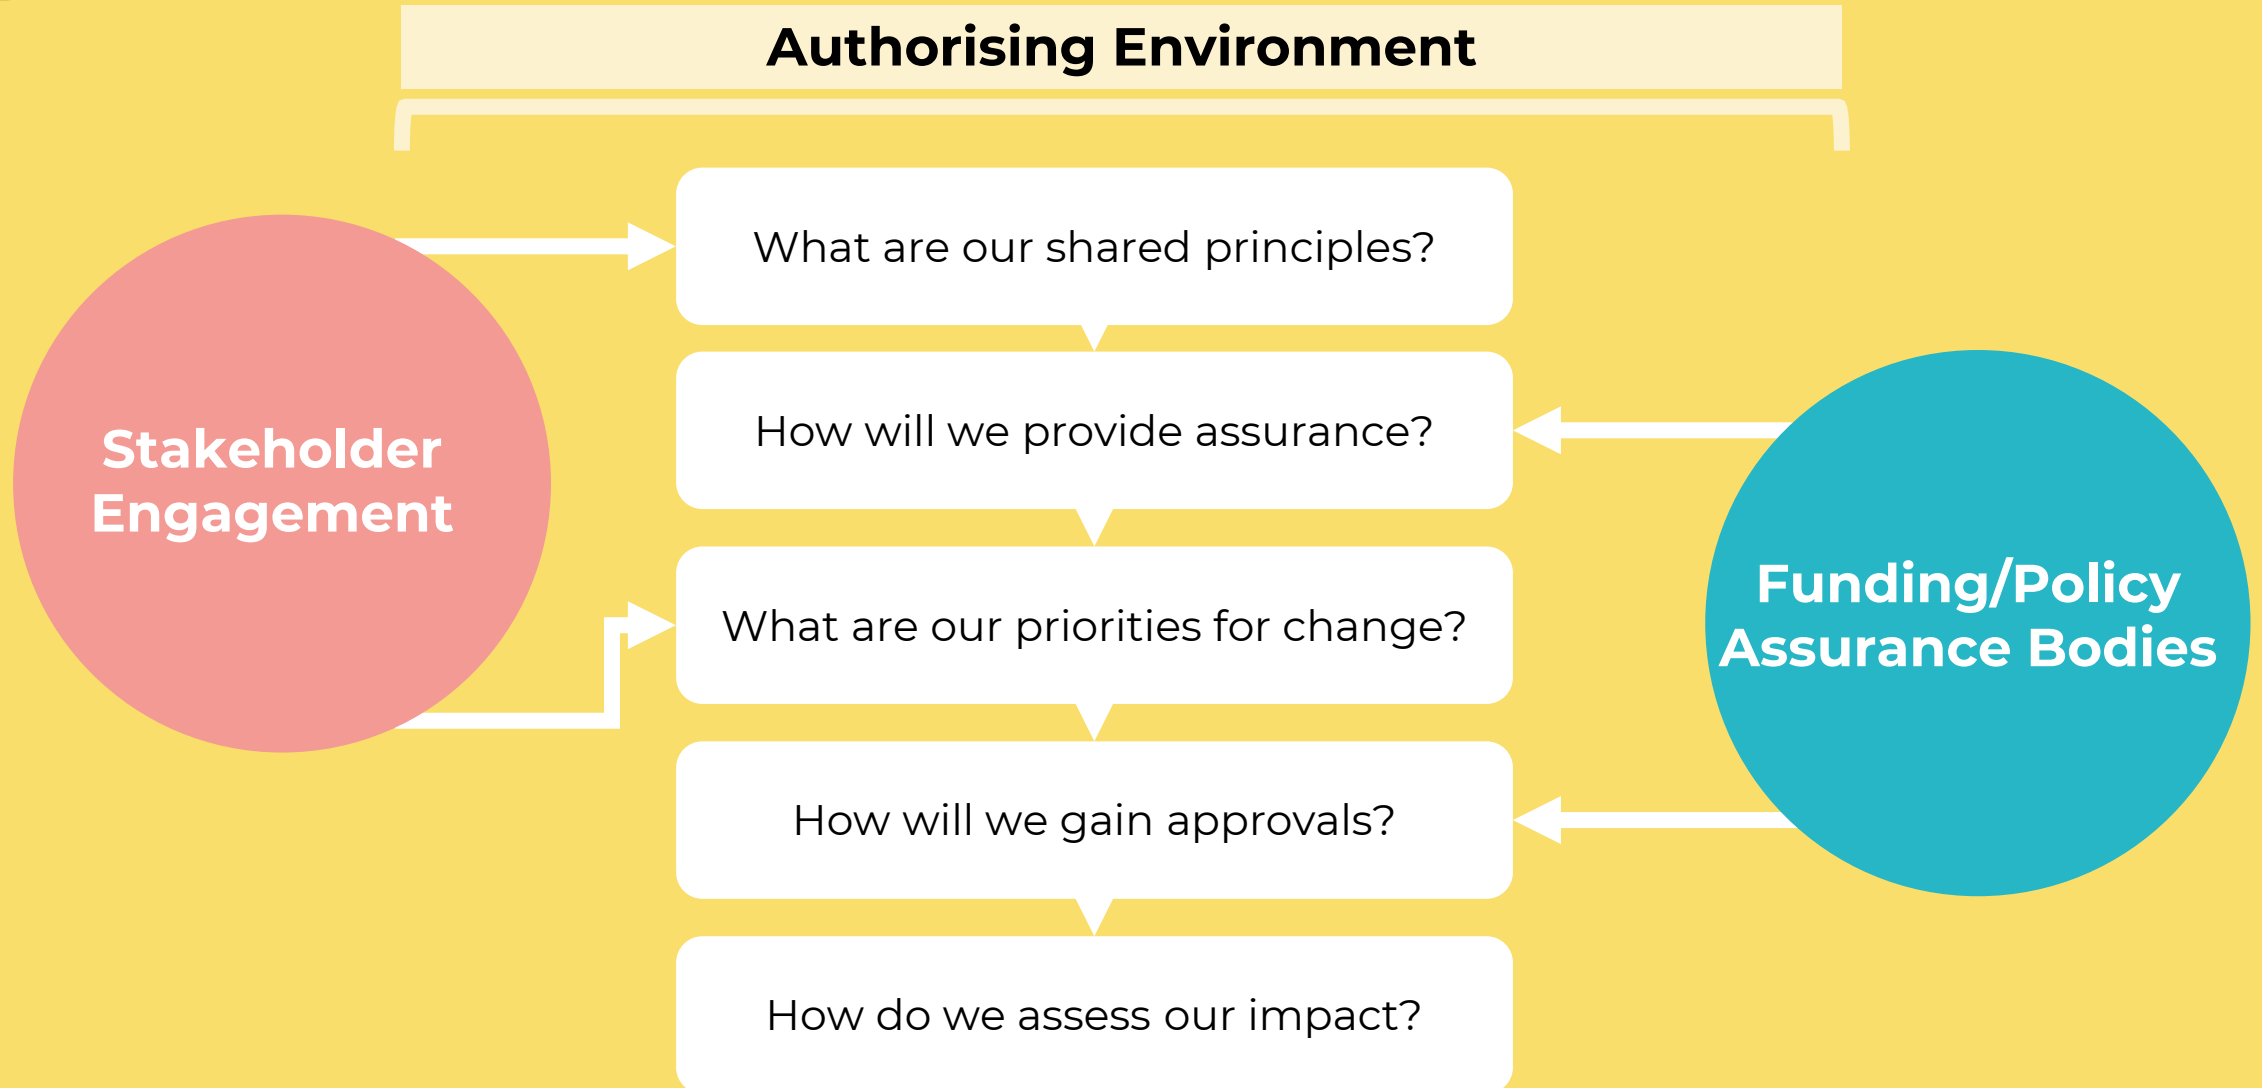 Authorising Environment
What are our shared principles?
How will we provide assurance?
What are our priorities for change?
How will we gain approvals?
How do we assess our impact?
Stakeholder
Engagement
Funding/Policy
Assurance Bodies